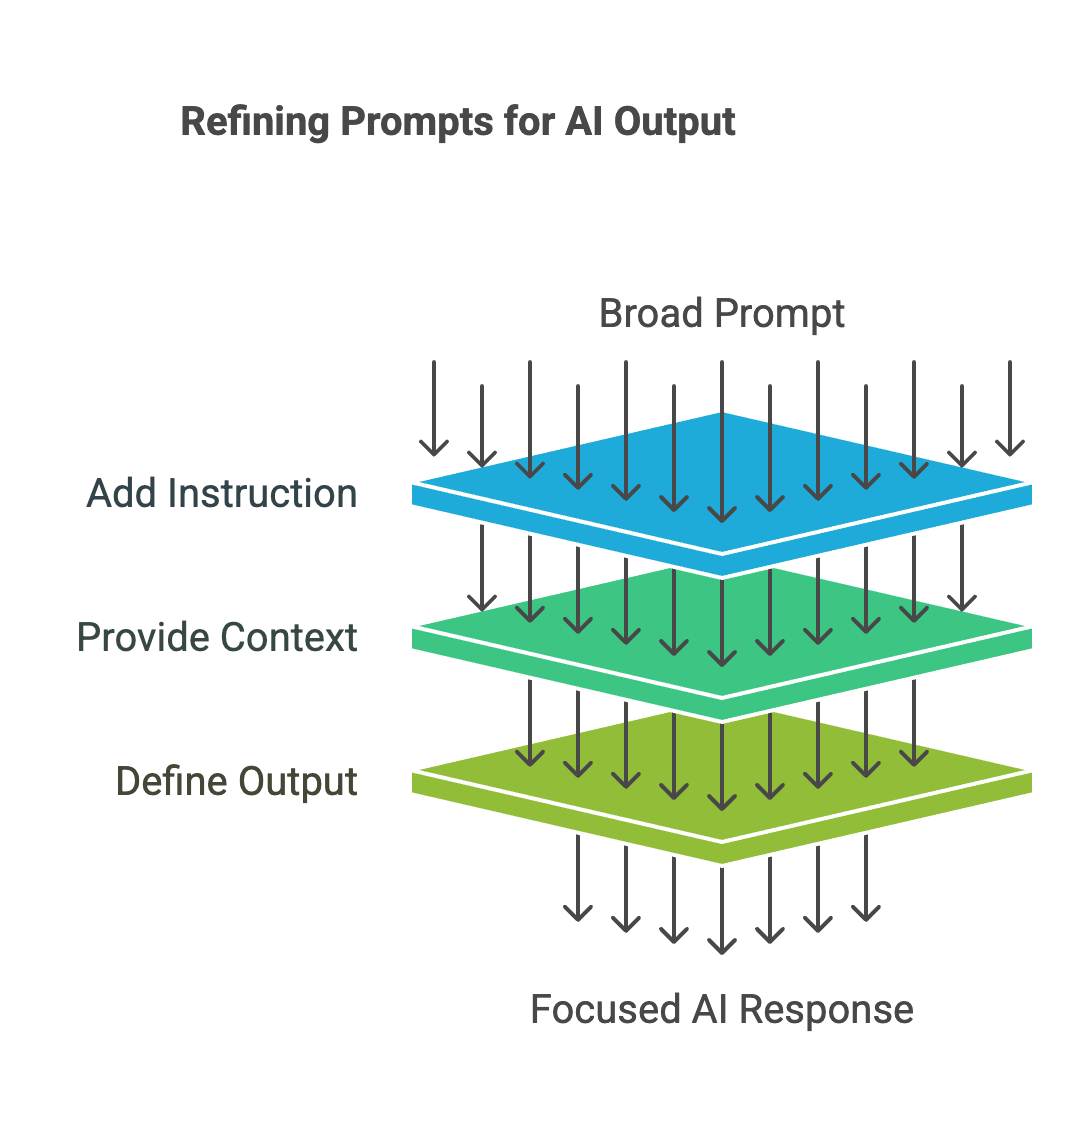 Refining Prompts for AI Output
Broad Prompt
Add Instruction
Provide Context
Define Output
Focused AI Response